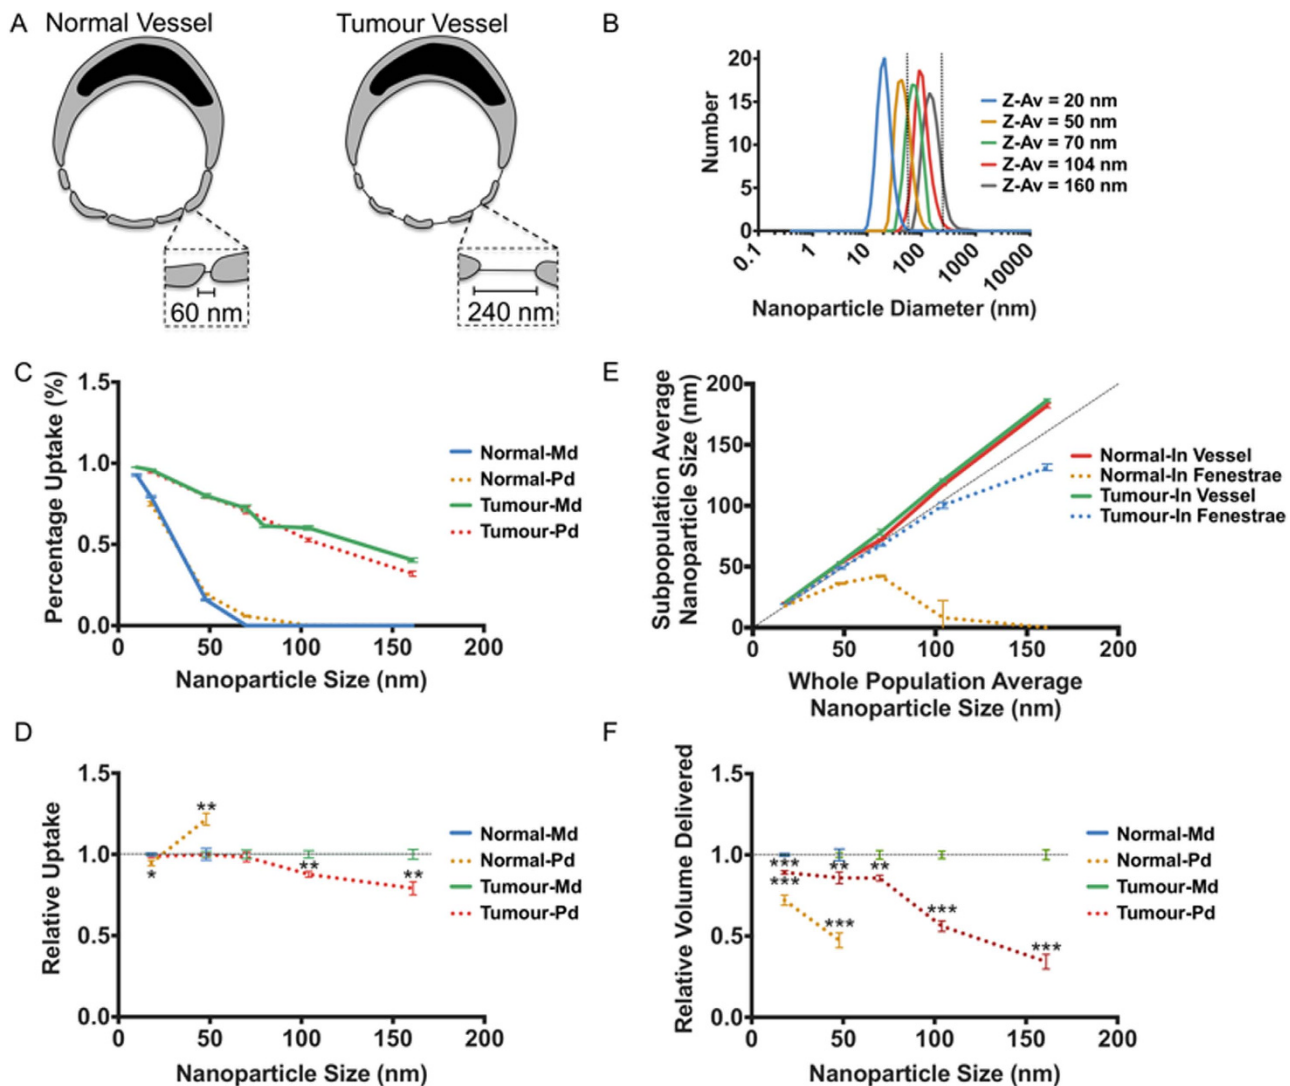 A
Normal Vessel
Tumour Vessel
60 nm
240 nm
B
Number
20
15
10
5
0
0.1
1
10
100
1000
10000
Nanoparticle Diameter (nm)
Z-Av = 20 nm
Z-Av = 50 nm
Z-Av = 70 nm
Z-Av = 104 nm
Z-Av = 160 nm
C
Percentage Uptake (%)
1.5
1.0
0.5
0.0
0
50
100
150
200
Nanoparticle Size (nm)
Normal-Md
Normal-Pd
Tumour-Md
Tumour-Pd
E
Subpopulation Average
Nanoparticle Size (nm)
200
150
100
50
0
0
50
100
150
200
Whole Population Average
Nanoparticle Size (nm)
Normal-In Vessel
Normal-In Fenestrae
Tumour-In Vessel
Tumour-In Fenestrae
D
Relative Uptake
1.5
1.0
0.5
0.0
**
*
**
**
0
50
100
150
200
Nanoparticle Size (nm)
Normal-Md
Normal-Pd
Tumour-Md
Tumour-Pd
F
Relative Volume Delivered
1.5
1.0
0.5
0.0
***
***
**
**
***
***
***
0
50
100
150
200
Nanoparticle Size (nm)
Normal-Md
Normal-Pd
Tumour-Md
Tumour-Pd